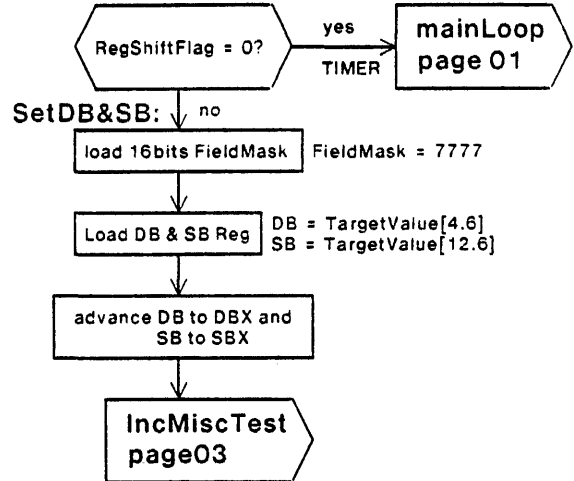 RegShiftFlag = 0?
yes
TIMER
mainLoop
page 01
SetDB&SB:
no
load 16bits FieldMask
FieldMask = 7777
Load DB & SB Reg
DB = TargetValue[4.6]
SB = TargetValue[12.6]
advance DB to DBX and
SB to SBX
IncMiscTest
page03